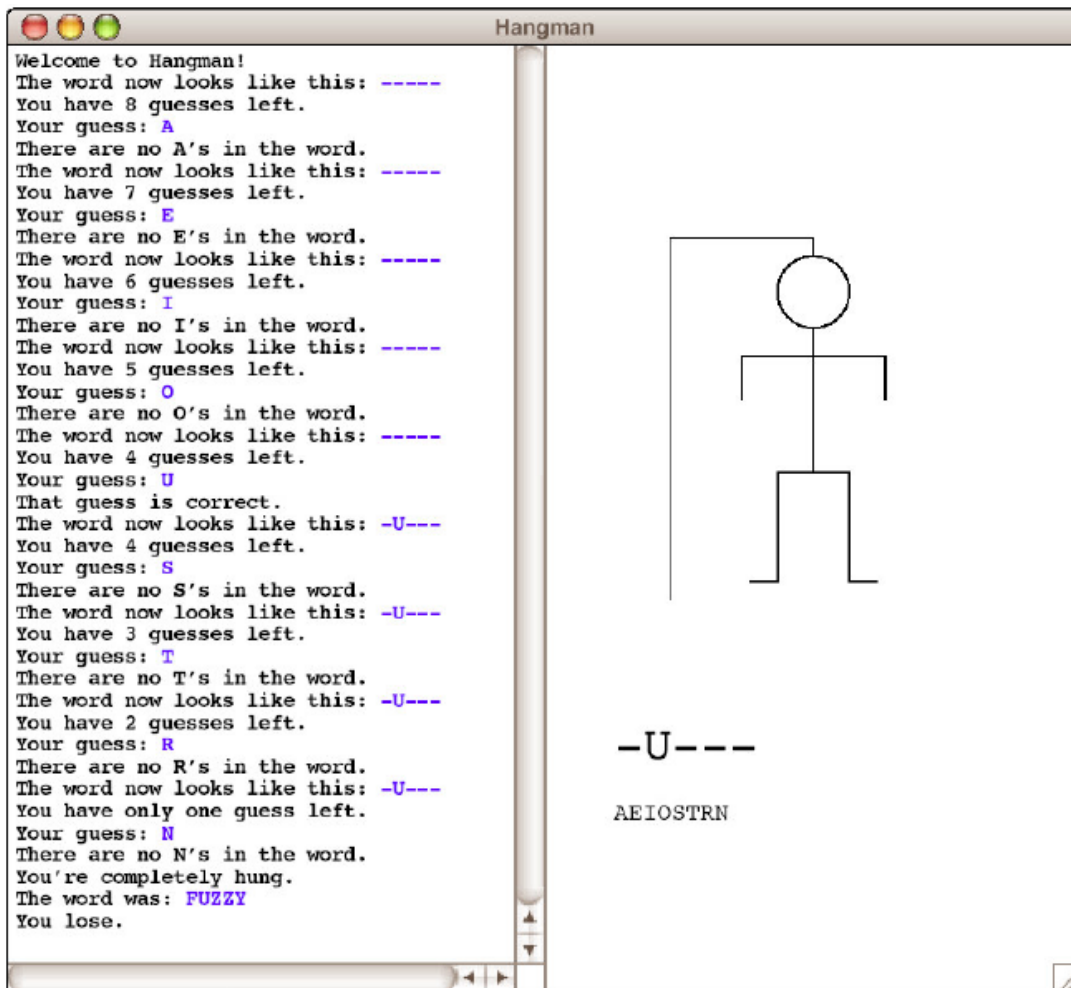 Hangman
Welcome to Hangman!
The word now looks like this: -----
You have 8 guesses left.
Your guess: A
There are no A's in the word.
The word now looks like this: -----
You have 7 guesses left.
Your guess: E
There are no E's in the word.
The word now looks like this: -----
You have 6 guesses left.
Your guess: I
There are no I's in the word.
The word now looks like this: -----
You have 5 guesses left.
Your guess: O
There are no O's in the word.
The word now looks like this: -----
You have 4 guesses left.
Your guess: U
That guess is correct.
The word now looks like this: -U---
You have 4 guesses left.
Your guess: S
There are no S's in the word.
The word now looks like this: -U---
You have 3 guesses left.
Your guess: T
There are no T's in the word.
The word now looks like this: -U---
You have 2 guesses left.
Your guess: R
There are no R's in the word.
The word now looks like this: -U---
You have only one guess left.
Your guess: N
There are no N's in the word.
You're completely hung.
The word was: FUZZY
You lose.
-U---
AEIOSTRN